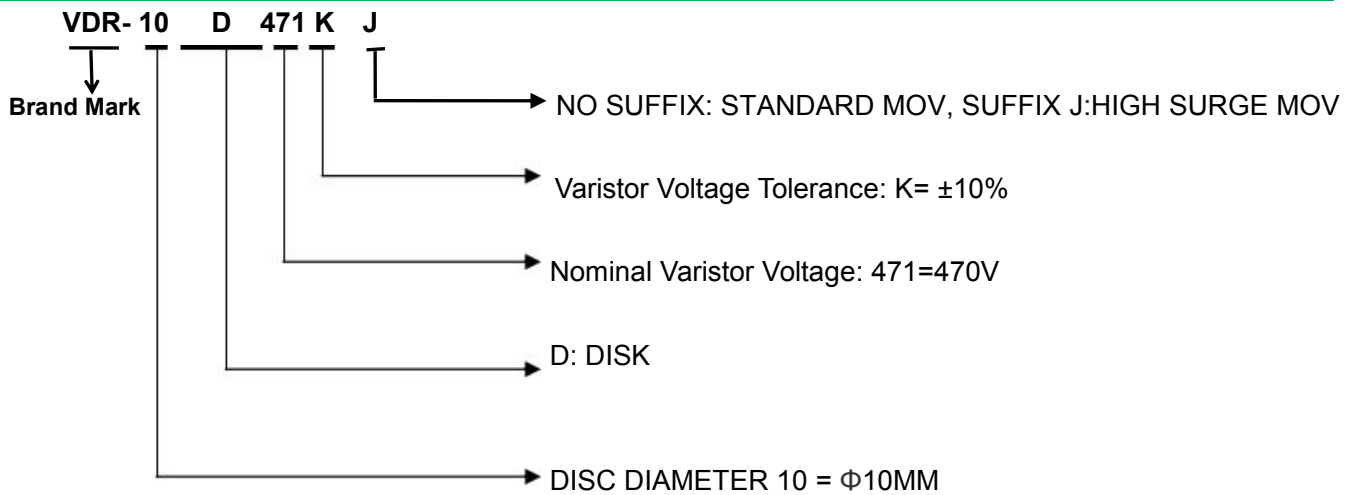 VDR- 10 D 471 K J
Brand Mark
NO SUFFIX: STANDARD MOV, SUFFIX J:HIGH SURGE MOV
Varistor Voltage Tolerance: K= ±10%
Nominal Varistor Voltage: 471=470V
D: DISK
DISC DIAMETER 10 = Φ10MM